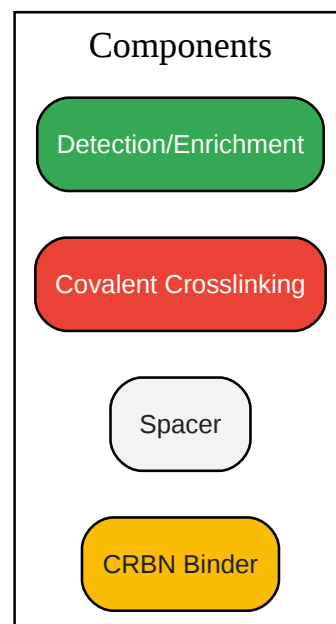 Components
Detection/Enrichment
Covalent Crosslinking
Spacer
CRBN Binder